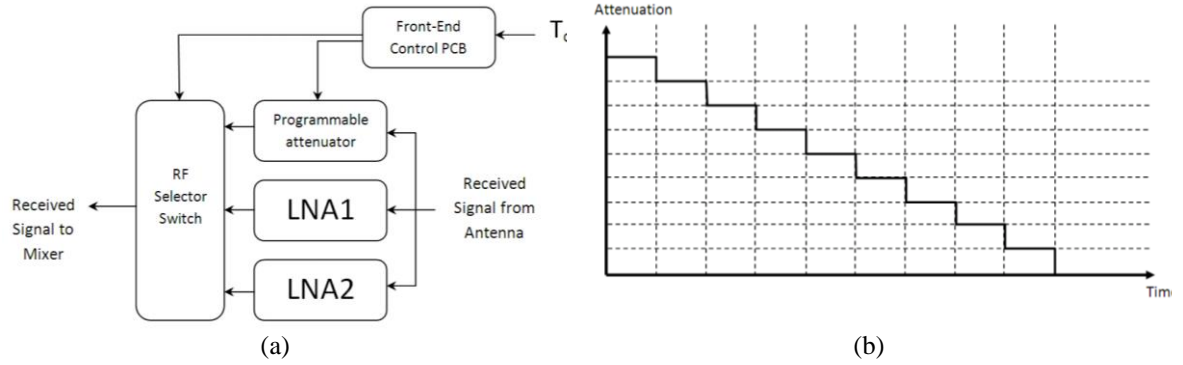 Front-End
Control PCB
Programmable
attenuator
RF
Selector
Switch
LNA1
LNA2
Received
Signal to
Mixer
Received
Signal from
Antenna
(a)
Attenuation
(b)